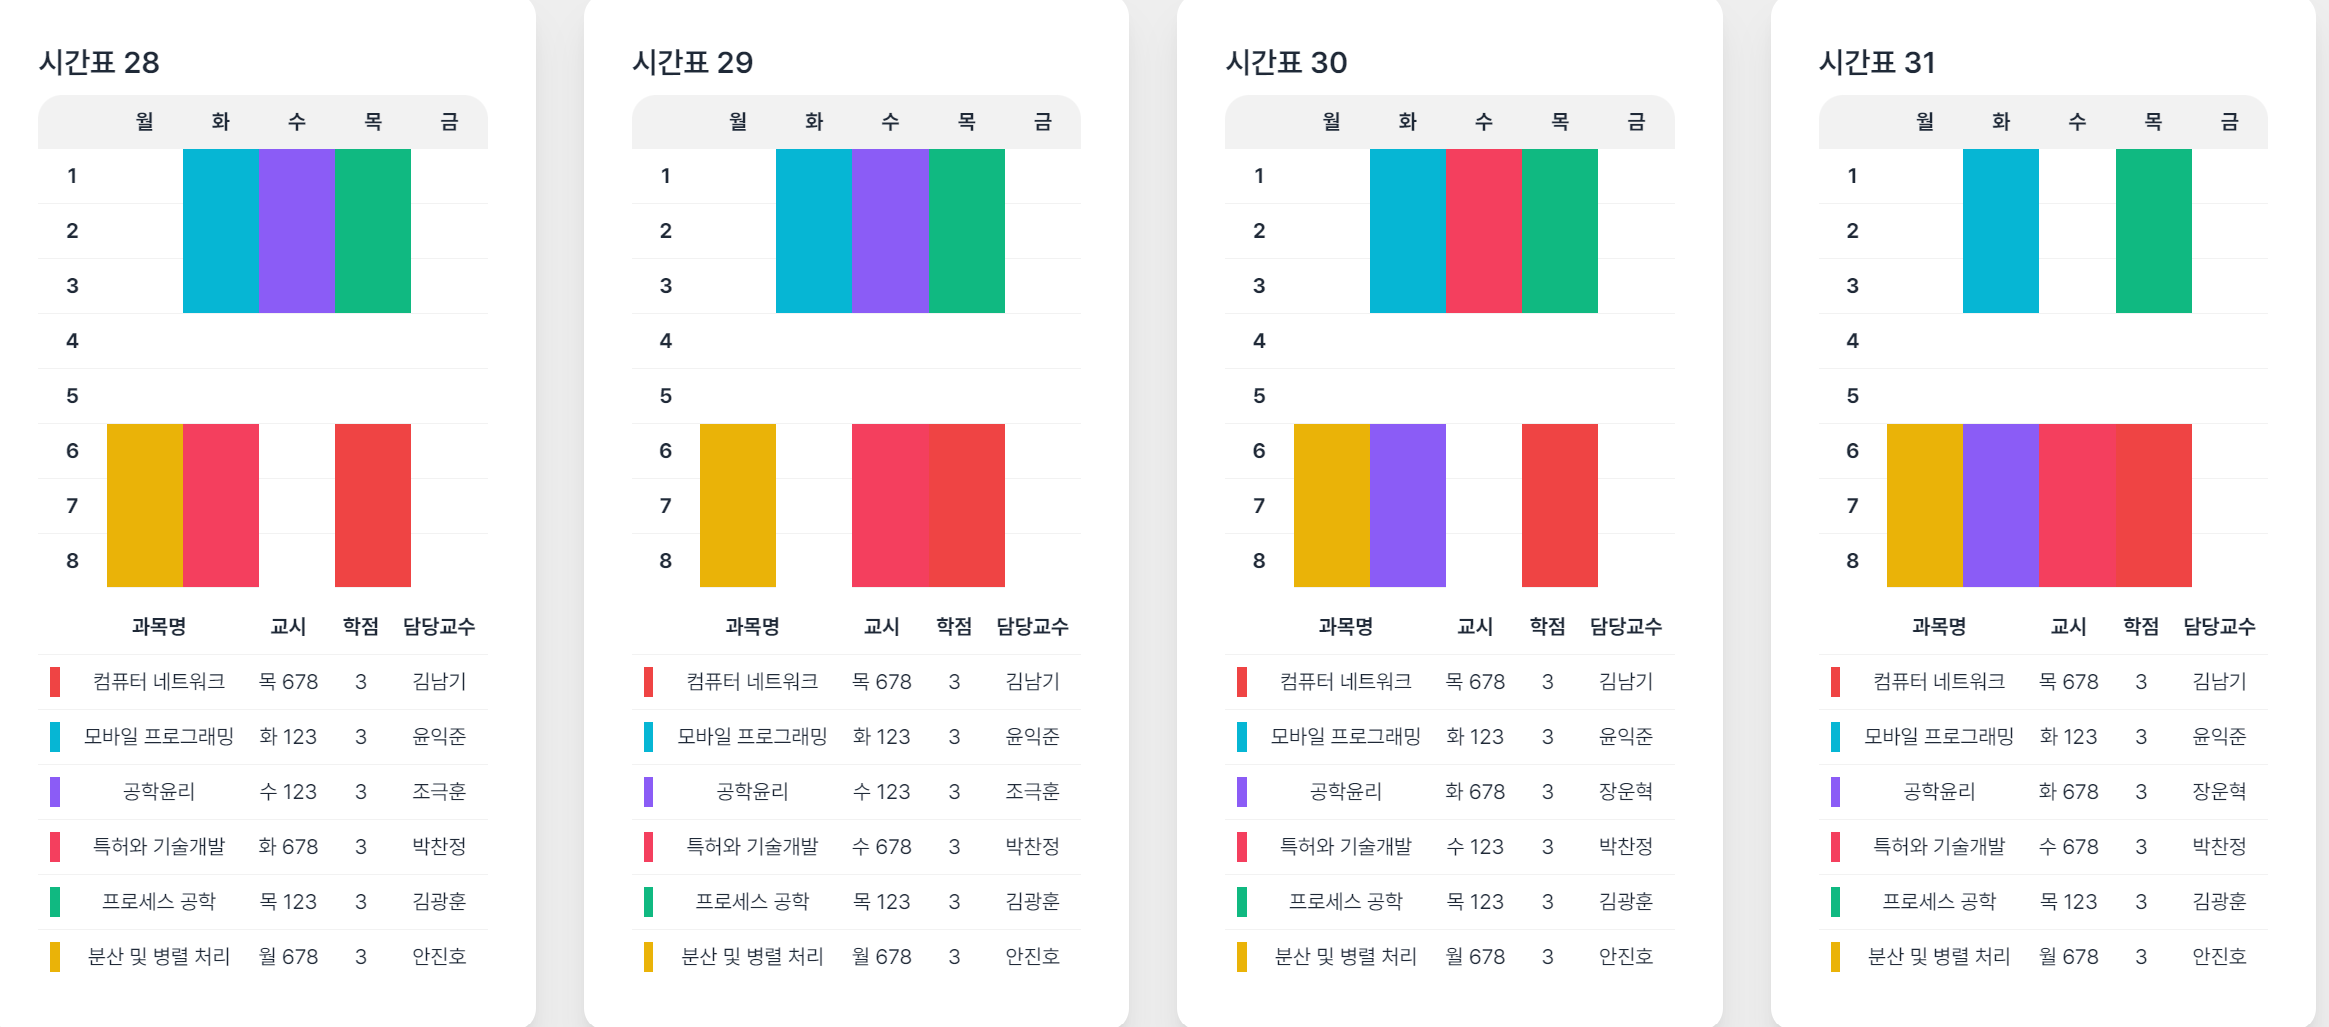 시간표 28
월 화 수 목 금
1
2
3
4
5
6
7
8
과목명 교시 학점 담당교수
컴퓨터 네트워크 목 678 3 김남기
모바일 프로그래밍 화 123 3 윤익준
공학윤리 수 123 3 조극훈
특허와 기술개발 화 678 3 박찬정
프로세스 공학 목 123 3 김광훈
분산 및 병렬 처리 월 678 3 안진호
시간표 29
월 화 수 목 금
1
2
3
4
5
6
7
8
과목명 교시 학점 담당교수
컴퓨터 네트워크 목 678 3 김남기
모바일 프로그래밍 화 123 3 윤익준
공학윤리 수 123 3 조극훈
특허와 기술개발 수 678 3 박찬정
프로세스 공학 목 123 3 김광훈
분산 및 병렬 처리 월 678 3 안진호
시간표 30
월 화 수 목 금
1
2
3
4
5
6
7
8
과목명 교시 학점 담당교수
컴퓨터 네트워크 목 678 3 김남기
모바일 프로그래밍 화 123 3 윤익준
공학윤리 화 678 3 장운혁
특허와 기술개발 수 123 3 박찬정
프로세스 공학 목 123 3 김광훈
분산 및 병렬 처리 월 678 3 안진호
시간표 31
월 화 수 목 금
1
2
3
4
5
6
7
8
과목명 교시 학점 담당교수
컴퓨터 네트워크 목 678 3 김남기
모바일 프로그래밍 화 123 3 윤익준
공학윤리 화 678 3 장운혁
특허와 기술개발 수 678 3 박찬정
프로세스 공학 목 123 3 김광훈
분산 및 병렬 처리 월 678 3 안진호